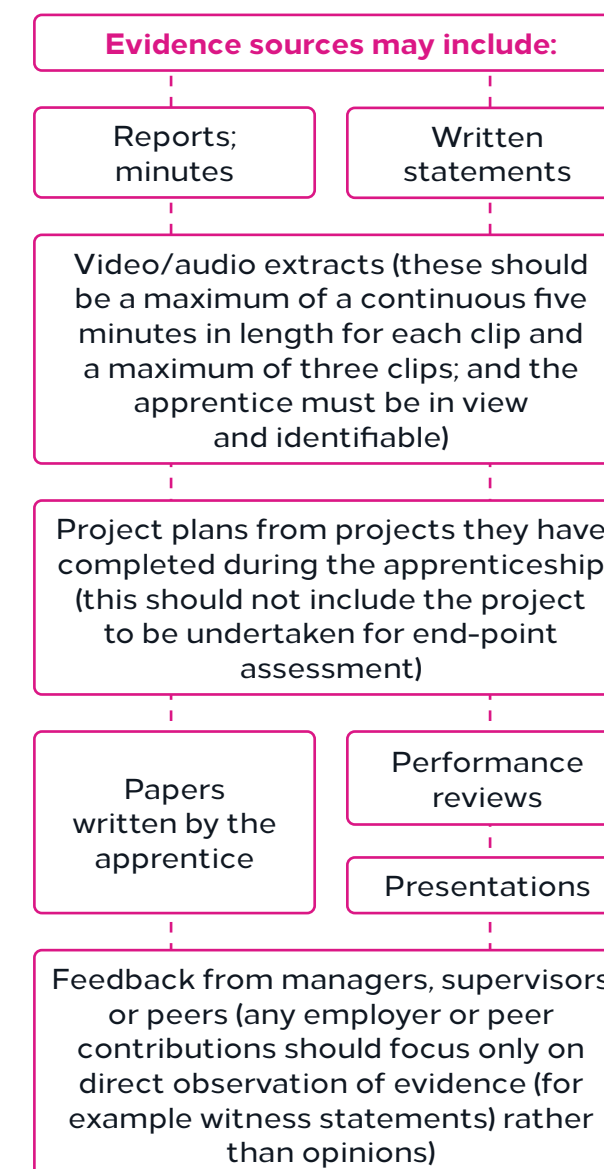 Evidence sources may include:
Reports;
minutes
Written
statements
Video/audio extracts (these should
be a maximum of a continuous five
minutes in length for each clip and
a maximum of three clips; and the
apprentice must be in view
and identifiable)
Project plans from projects they have
completed during the apprenticeship
(this should not include the project
to be undertaken for end-point
assessment)
Papers
written by the
apprentice
Performance
reviews
Presentations
Feedback from managers, supervisors
or peers (any employer or peer
contributions should focus only on
direct observation of evidence (for
example witness statements) rather
than opinions)